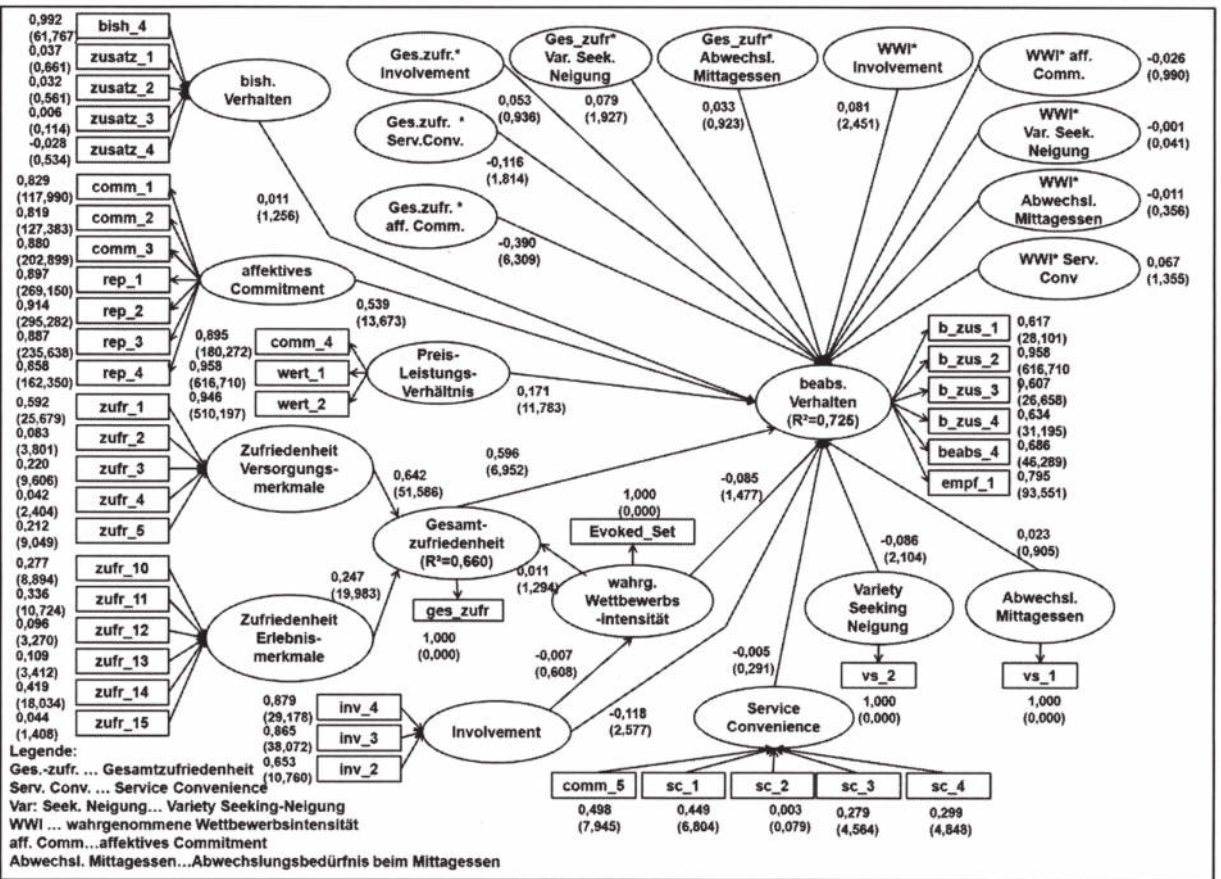 0,992
(61,767
bish_4
0,037
(0,661)
zusatz_1
0,032
(0,561)
zusatz_2
0,006
(0,114)
zusatz_3
-0,028
(0,534)
zusatz_4
bish.
Verhalten
0,011
(1,256)
0,829
(117,990)
comm_1
0,819
(127,383)
comm_2
0,880
(202,899)
comm_3
0,897
(269,150)
rep_1
0,914
(295,282)
rep_2
0,887
(235,638)
rep_3
0,858
(162,350)
rep_4
affektives
Commitment
0,539
(13,673)
0,895
(180,272)
comm_4
0,958
(616,710)
wert_1
0,946
(510,197)
wert_2
Preis-
Leistungs-
Verhältnis
0,171
(11,783)
0,592
(25,679)
zufr_1
0,083
(3,801)
zufr_2
0,220
(9,606)
zufr_3
0,042
(2,404)
zufr_4
0,212
(9,049)
zufr_5
Zufriedenheit
Versorgungs-
merkmale
0,642
(51,586)
0,277
(8,894)
zufr_10
0,336
(10,724)
zufr_11
0,096
(3,270)
zufr_12
0,109
(3,412)
zufr_13
0,419
(18,034)
zufr_14
0,044
(1,408)
zufr_15
Zufriedenheit
Erlebnis-
merkmale
0,247
(19,983)
Gesamt-
zufriedenheit
(R²=0,660)
ges_zufr
1,000
(0,000)
0,596
(6,952)
0,011
(1,294)
1,000
(0,000)
Evoked_Set
wahrg.
Wettbewerbs
-Intensität
-0,085
(1,477)
-0,007
(0,608)
0,879
(29,178)
inv_4
0,865
(38,072)
inv_3
0,653
(10,760)
inv_2
Involvement
-0,118
(2,577)
Ges.zufr.*
Involvement
0,053
(0,936)
Ges_zufr*
Var. Seek.
Neigung
0,079
(1,927)
Ges_zufr*
Abwechsl.
Mittagessen
0,033
(0,923)
WWI*
Involvement
0,081
(2,451)
WWI* aff.
Comm.
-0,026
(0,990)
Ges.zufr. *
Serv.Conv.
-0,116
(1,814)
WWI*
Var. Seek.
Neigung
-0,001
(0,041)
Ges.zufr. *
aff. Comm.
-0,390
(6,309)
WWI*
Abwechsl.
Mittagessen
-0,011
(0,356)
WWI* Serv.
Conv
0,067
(1,355)
beabs.
Verhalten
(R²=0,725)
b_zus_1
0,617
(28,101)
b_zus_2
0,958
(616,710
b_zus_3
0,607
(26,658)
b_zus_4
0,634
(31,195)
beabs_4
0,686
(46,289)
empf_1
0,795
(93,551)
-0,086
(2,104)
Variety
Seeking
Neigung
vs_2
1,000
(0,000)
0,023
(0,905)
Abwechsl.
Mittagessen
vs_1
1,000
(0,000)
-0,005
(0,291)
Service
Convenience
comm_5
sc_1
sc_2
sc_3
sc_4
0,498
(7,945)
0,449
(6,804)
0,003
(0,079)
0,279
(4,564)
0,299
(4,848)
Legende:
Ges.-zufr. ... Gesamtzufriedenheit
Serv. Conv. ... Service Convenience
Var: Seek. Neigung... Variety Seeking-Neigung
WWI ... wahrgenommene Wettbewerbsintensität
aff. Comm...affektives Commitment
Abwechsl. Mittagessen...Abwechslungsbedürfnis beim Mittagessen